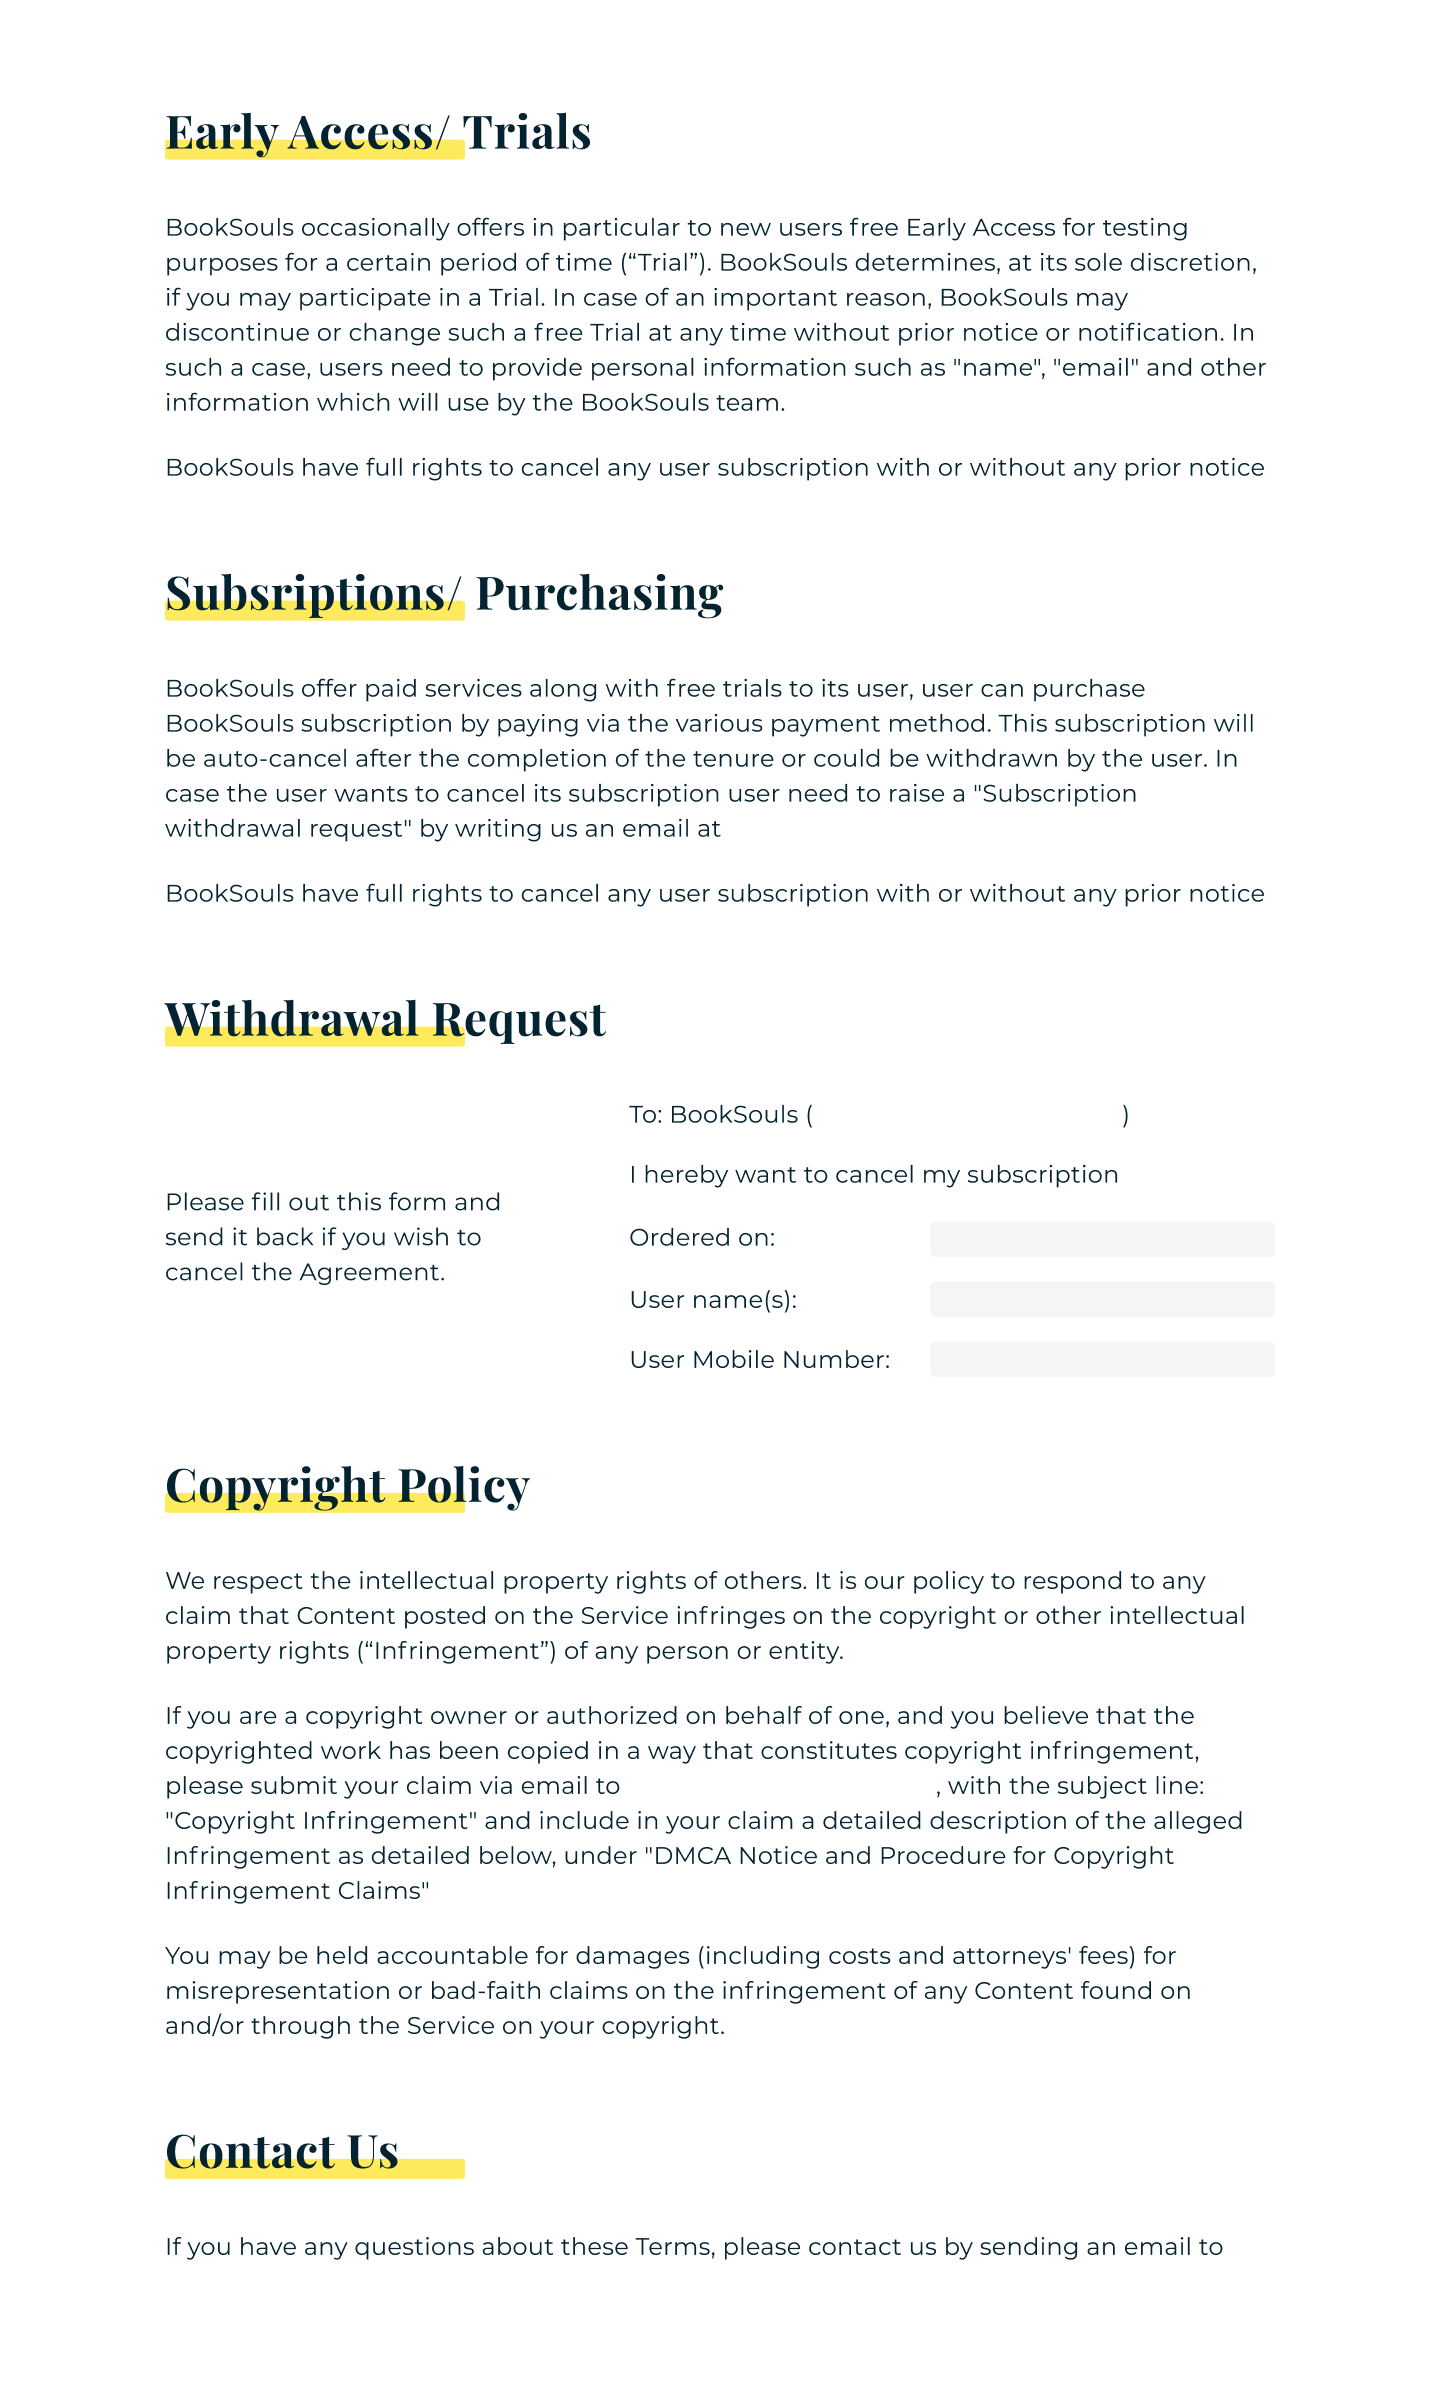 Early Access/ Trials
BookSouls occasionally offers in particular to new users free Early Access for testing
purposes for a certain period of time (“Trial”). BookSouls determines, at its sole discretion,
if you may participate in a Trial. In case of an important reason, BookSouls may
discontinue or change such a free Trial at any time without prior notice or notification. In
such a case, users need to provide personal information such as "name", "email" and other
information which will use by the BookSouls team.
BookSouls have full rights to cancel any user subscription with or without any prior notice
Subsriptions/ Purchasing
BookSouls offer paid services along with free trials to its user, user can purchase
BookSouls subscription by paying via the various payment method. This subscription will
be auto-cancel after the completion of the tenure or could be withdrawn by the user. In
case the user wants to cancel its subscription user need to raise a "Subscription
withdrawal request" by writing us an email at
BookSouls have full rights to cancel any user subscription with or without any prior notice
Withdrawal Request
Please fill out this form and
send it back if you wish to
cancel the Agreement.
To: BookSouls ( )
I hereby want to cancel my subscription
Ordered on:
User name(s):
User Mobile Number:
Copyright Policy
We respect the intellectual property rights of others. It is our policy to respond to any
claim that Content posted on the Service infringes on the copyright or other intellectual
property rights (“Infringement”) of any person or entity.
If you are a copyright owner or authorized on behalf of one, and you believe that the
copyrighted work has been copied in a way that constitutes copyright infringement,
please submit your claim via email to , with the subject line:
"Copyright Infringement" and include in your claim a detailed description of the alleged
Infringement as detailed below, under "DMCA Notice and Procedure for Copyright
Infringement Claims"
You may be held accountable for damages (including costs and attorneys' fees) for
misrepresentation or bad-faith claims on the infringement of any Content found on
and/or through the Service on your copyright.
Contact Us
If you have any questions about these Terms, please contact us by sending an email to